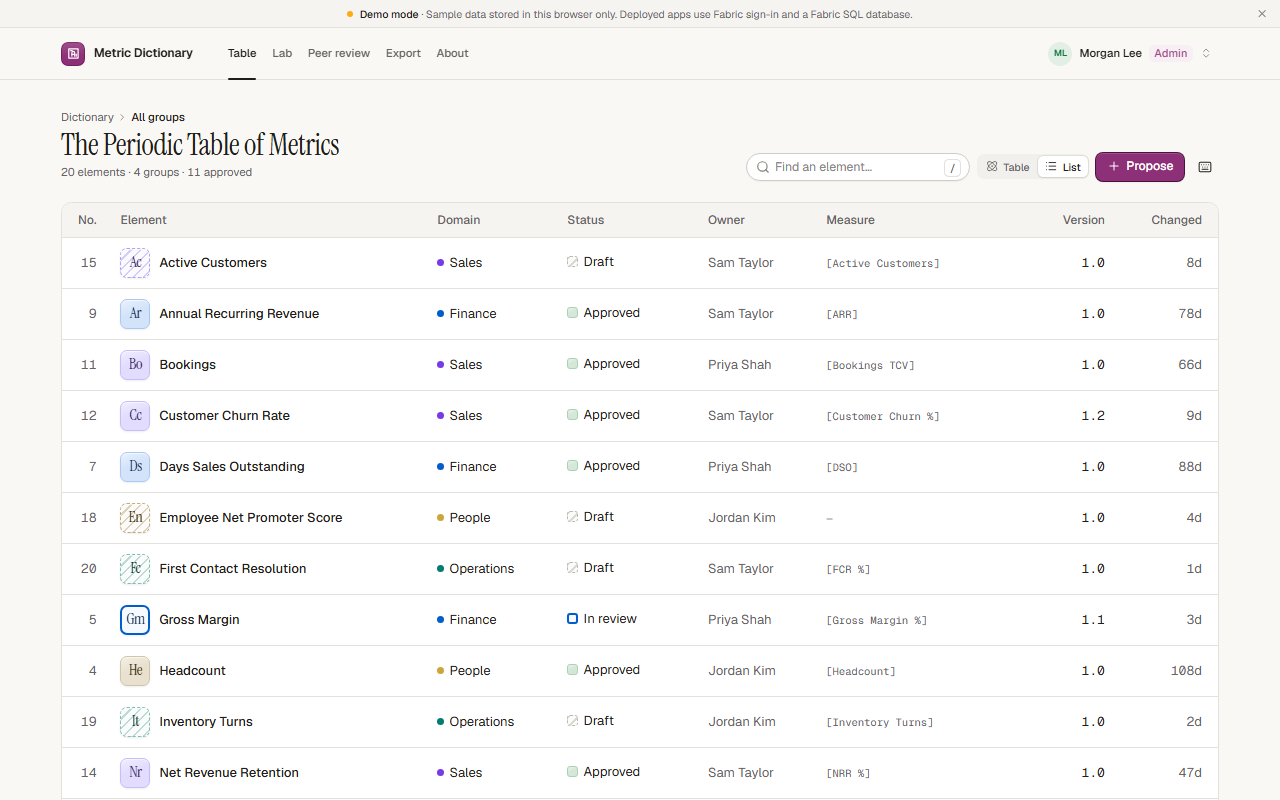 Demo mode · Sample data stored in this browser only. Deployed apps use Fabric sign-in and a Fabric SQL database.
Metric Dictionary Table Lab Peer review Export About ML Morgan Lee Admin
Dictionary > All groups
The Periodic Table of Metrics
20 elements · 4 groups · 11 approved
Find an element... / Table List + Propose
No. Element Domain Status Owner Measure Version Changed
15 Ac Active Customers Sales Draft Sam Taylor [Active Customers] 1.0 8d
9 Ar Annual Recurring Revenue Finance Approved Sam Taylor [ARR] 1.0 78d
11 Bo Bookings Sales Approved Priya Shah [Bookings TCV] 1.0 66d
12 Cc Customer Churn Rate Sales Approved Sam Taylor [Customer Churn %] 1.2 9d
7 Ds Days Sales Outstanding Finance Approved Priya Shah [DSO] 1.0 88d
18 En Employee Net Promoter Score People Draft Jordan Kim – 1.0 4d
20 Fc First Contact Resolution Operations Draft Sam Taylor [FCR %] 1.0 1d
5 Gm Gross Margin Finance In review Priya Shah [Gross Margin %] 1.1 3d
4 He Headcount People Approved Jordan Kim [Headcount] 1.0 108d
19 It Inventory Turns Operations Draft Jordan Kim [Inventory Turns] 1.0 2d
14 Nr Net Revenue Retention Sales Approved Sam Taylor [NRR %] 1.0 47d